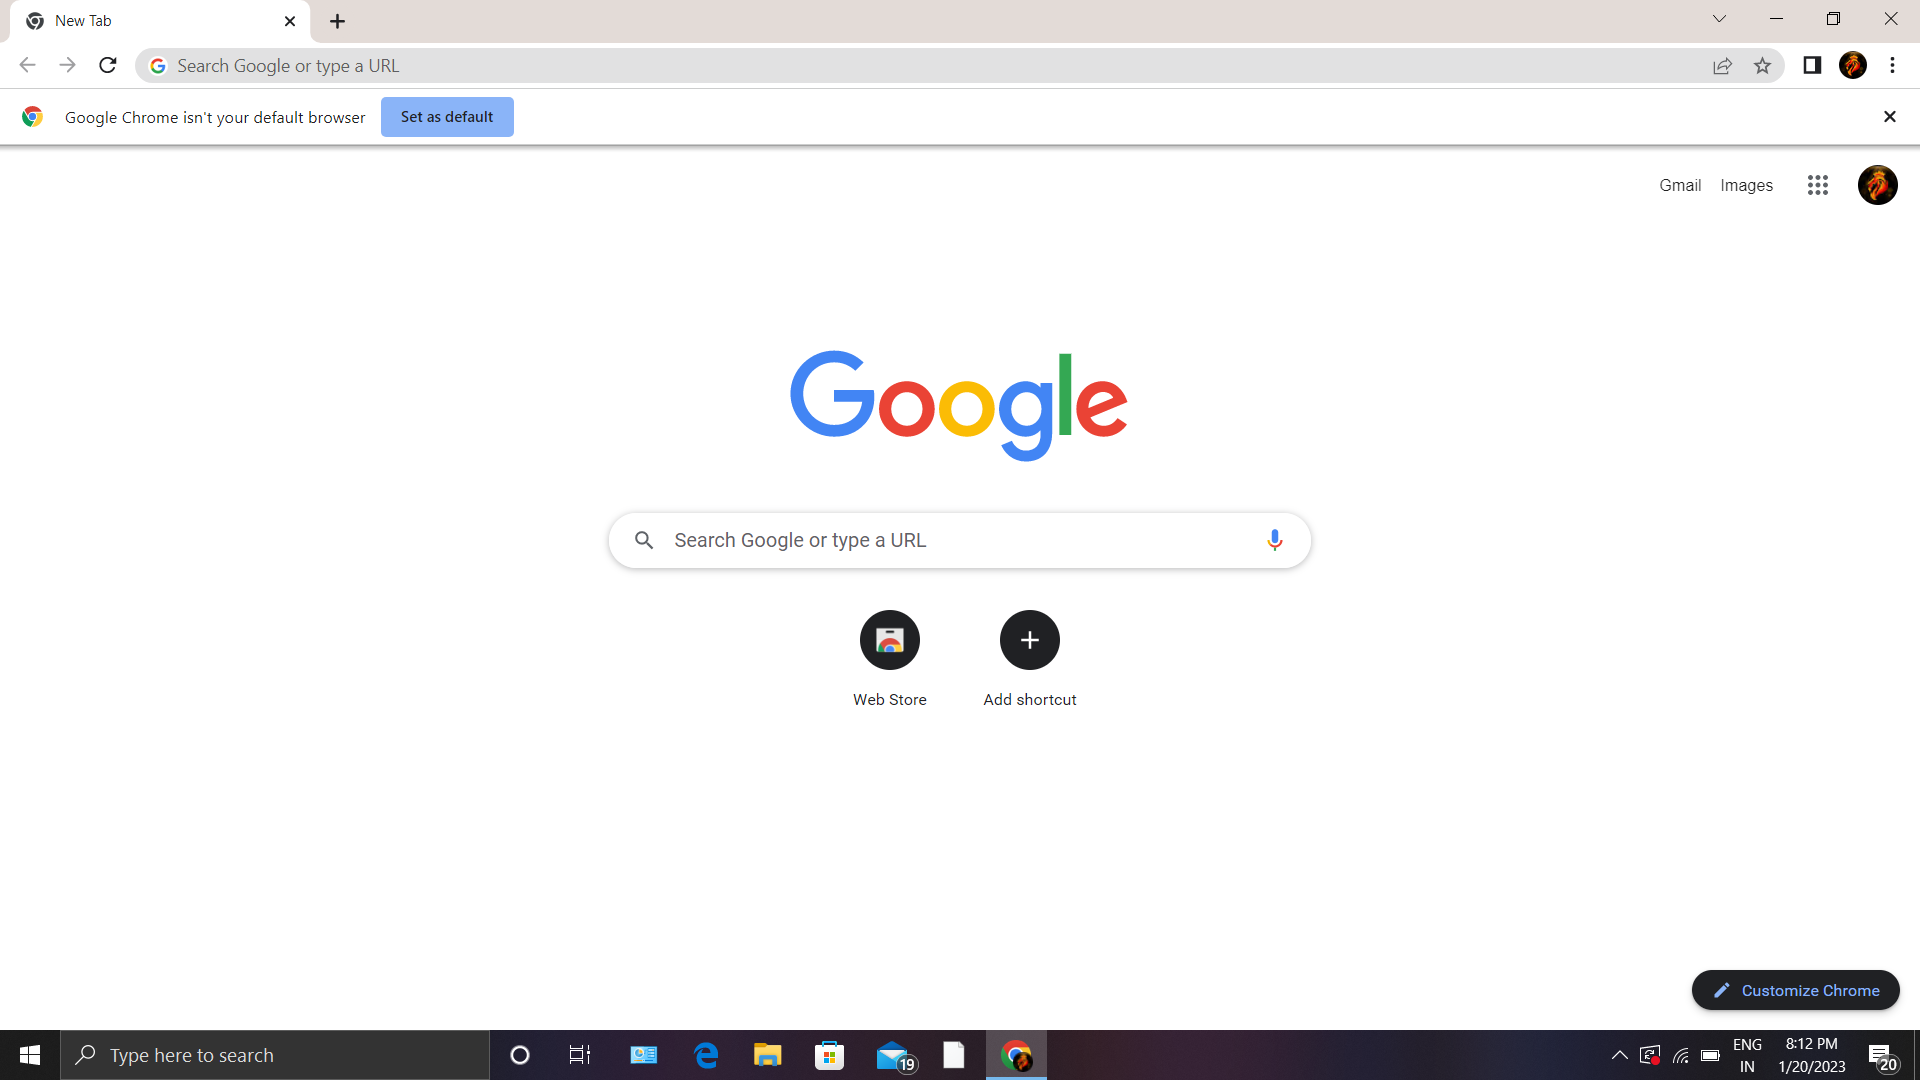 New Tab
Search Google or type a URL
Google Chrome isn't your default browser
Set as default
Gmail
Images
Google
Search Google or type a URL
Web Store
Add shortcut
Customize Chrome
Type here to search
19
ENG
IN
8:12 PM
1/20/2023
20